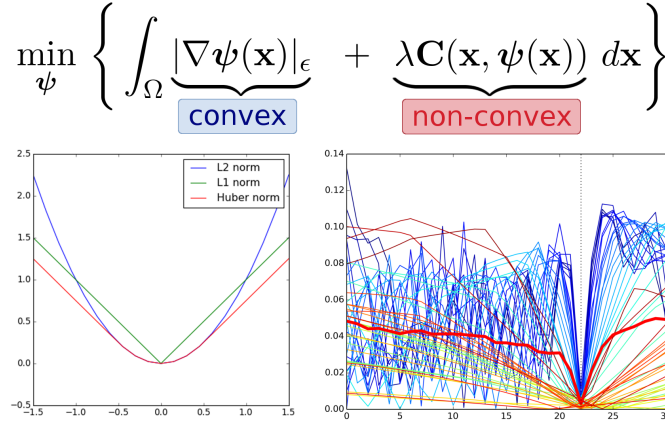 min ψ { ∫Ω |∇ψ(x)|ϵ + λC(x, ψ(x)) dx }
convex
non-convex
2.5
2.0
1.5
1.0
0.5
0.0
−0.5
−1.5 −1.0 −0.5 0.0 0.5 1.0 1.5
L2 norm
L1 norm
Huber norm
0.14
0.12
0.10
0.08
0.06
0.04
0.02
0.00
0 5 10 15 20 25